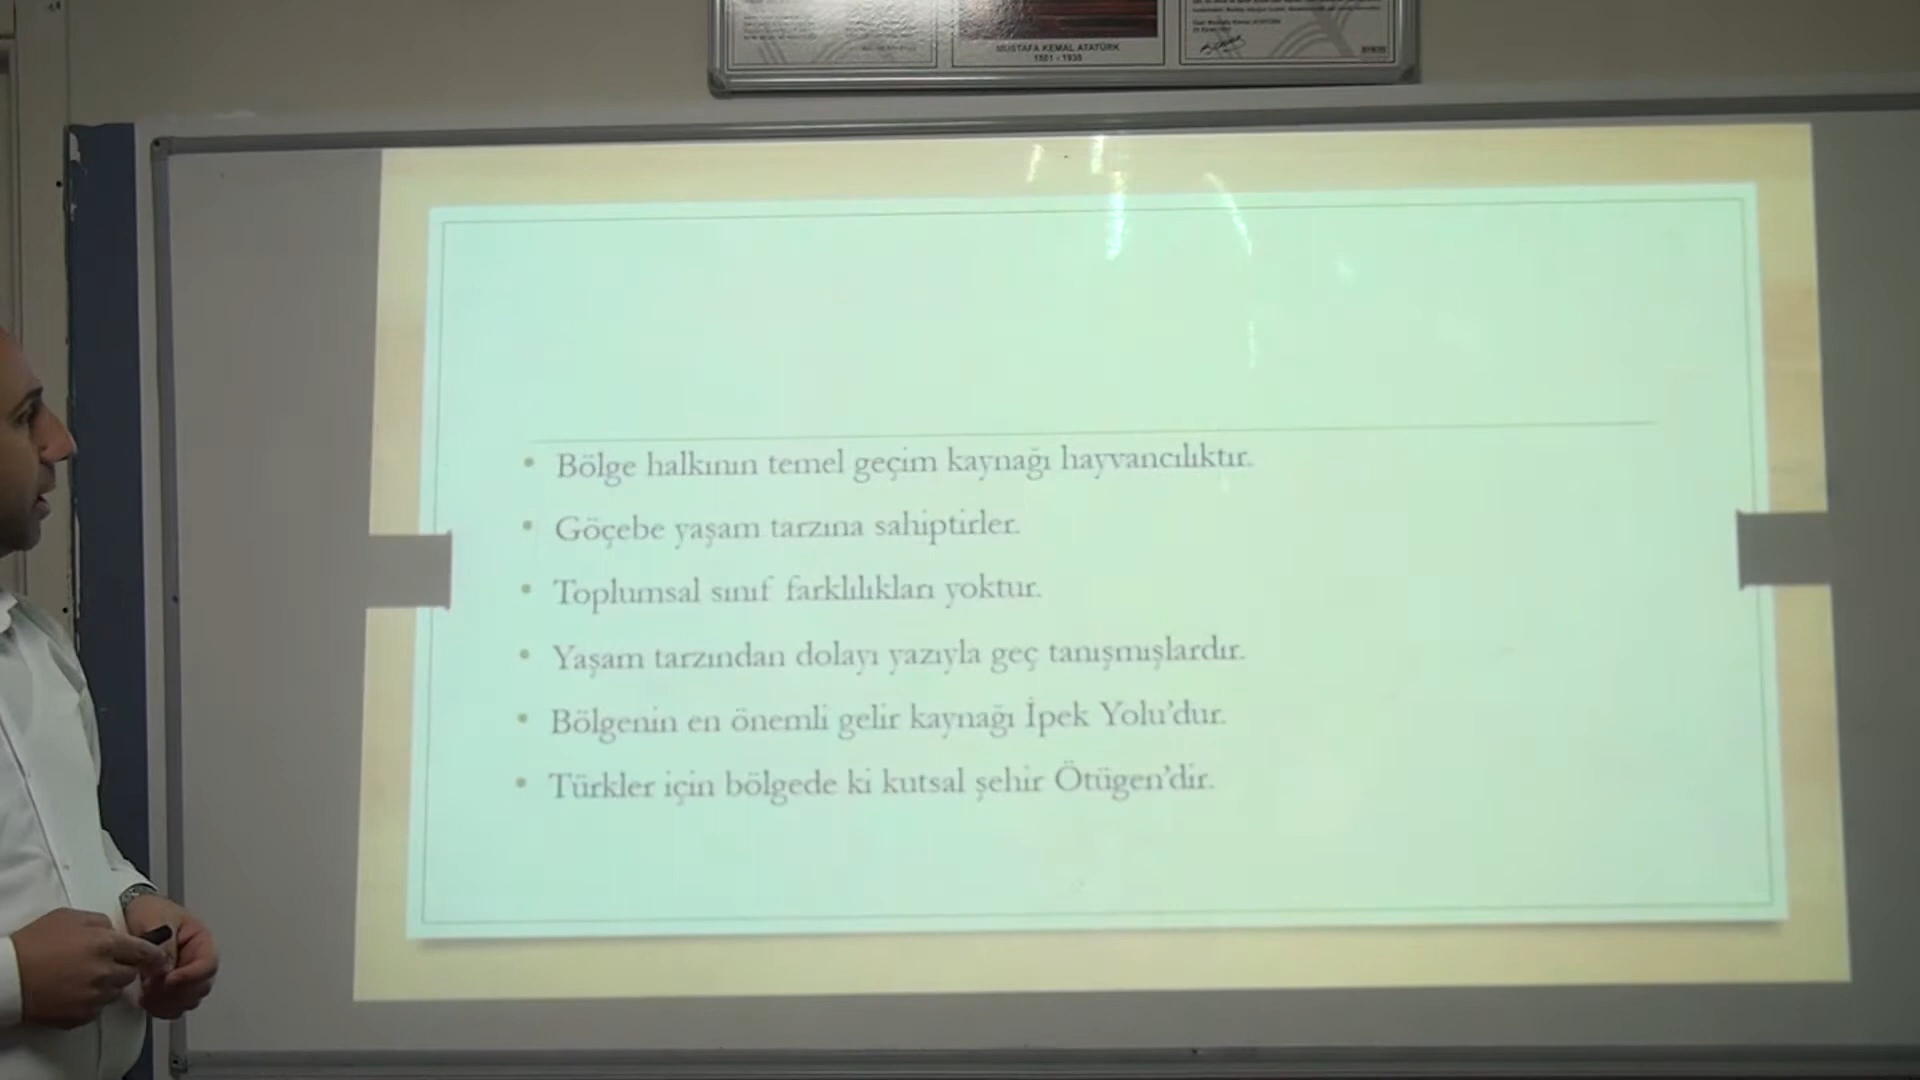 MUSTAFA KEMAL ATATÜRK
1881 - 1938
• Bölge halkının temel geçim kaynağı hayvancılıktır.
• Göçebe yaşam tarzına sahiptirler.
• Toplumsal sınıf farklılıkları yoktur.
• Yaşam tarzından dolayı yazıyla geç tanışmışlardır.
• Bölgenin en önemli gelir kaynağı İpek Yolu’dur.
• Türkler için bölgede ki kutsal şehir Ötügen’dir.